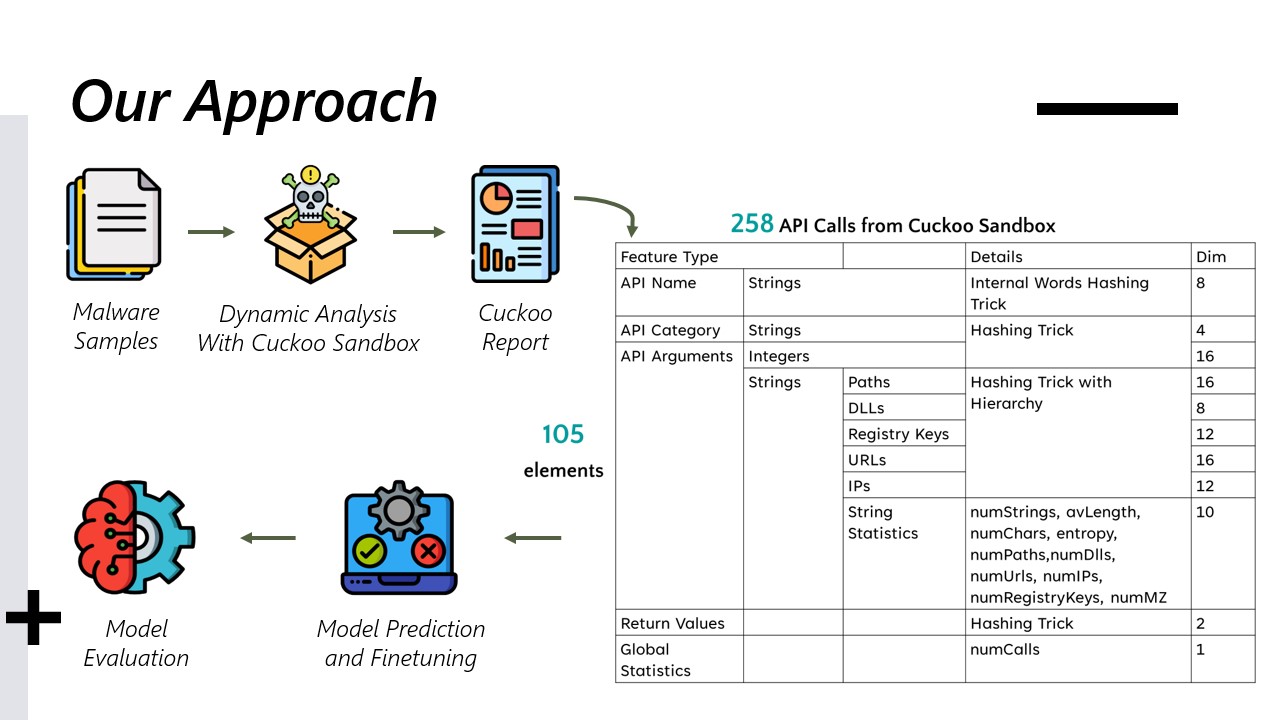 Our Approach
Malware
Samples
Dynamic Analysis
With Cuckoo Sandbox
Cuckoo
Report
258 API Calls from Cuckoo Sandbox
Feature Type Details Dim
API Name Strings Internal Words Hashing 8
Trick
API Category Strings Hashing Trick 4
API Arguments Integers 16
Strings Paths Hashing Trick with 16
Hierarchy
DLLs 8
Registry Keys 12
URLs 16
IPs 12
String numStrings, avLength, 10
Statistics numChars, entropy,
numPaths,numDlls,
numUrls, numIPs,
numRegistryKeys, numMZ
Return Values Hashing Trick 2
Global numCalls 1
Statistics
105
elements
Model Prediction
and Finetuning
Model
Evaluation